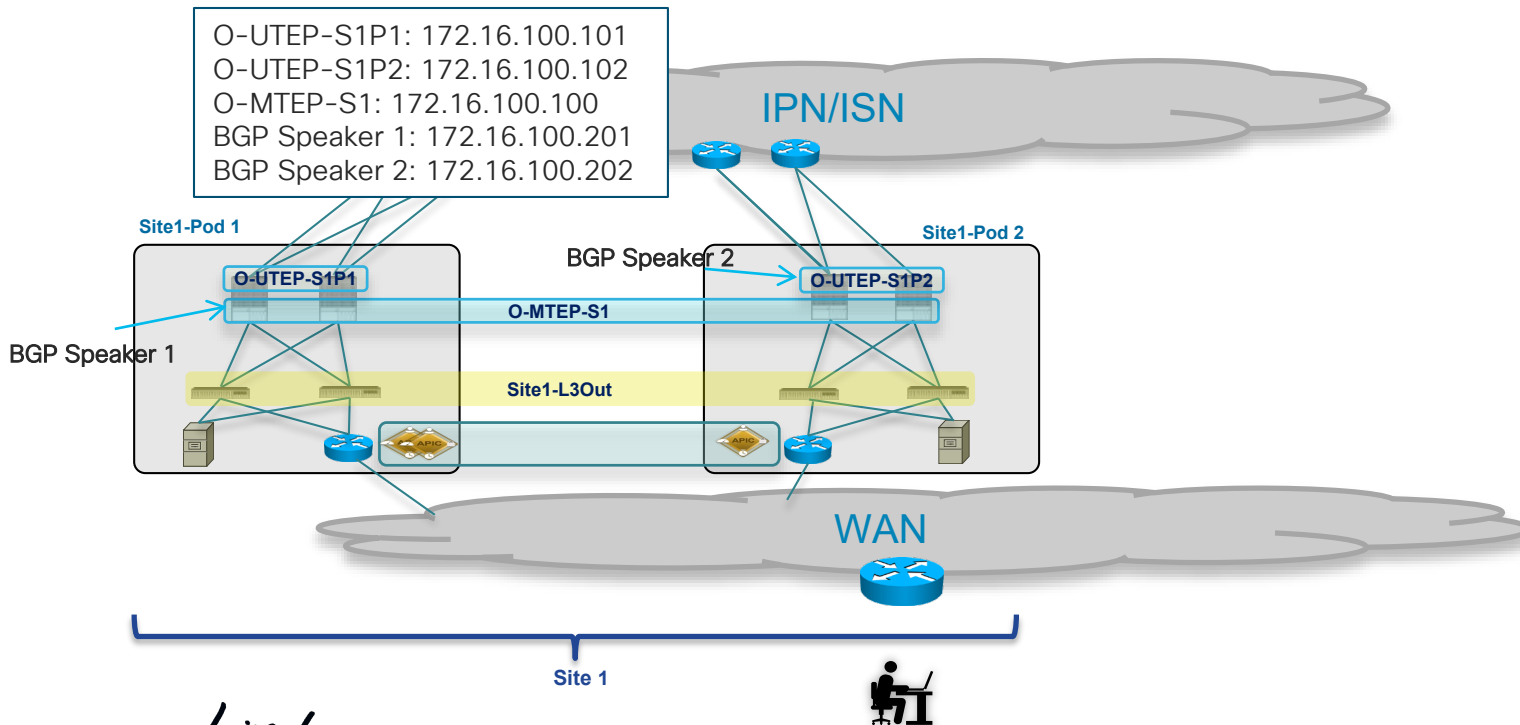 O-UTEP-S1P1: 172.16.100.101
O-UTEP-S1P2: 172.16.100.102
O-MTEP-S1: 172.16.100.100
BGP Speaker 1: 172.16.100.201
BGP Speaker 2: 172.16.100.202
IPN/ISN
Site1-Pod 1
Site1-Pod 2
BGP Speaker 2
O-UTEP-S1P1
O-UTEP-S1P2
O-MTEP-S1
BGP Speaker 1
Site1-L3Out
APIC
APIC
WAN
Site 1